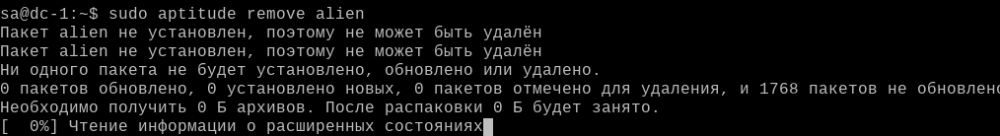 sa@dc-1:~$ sudo aptitude remove alien
Пакет alien не установлен, поэтому не может быть удалён
Пакет alien не установлен, поэтому не может быть удалён
Ни одного пакета не будет установлено, обновлено или удалено.
0 пакетов обновлено, 0 установлено новых, 0 пакетов отмечено для удаления, и 1768 пакетов не обновлено
Необходимо получить 0 Б архивов. После распаковки 0 Б будет занято.
[  0%] Чтение информации о расширенных состояниях